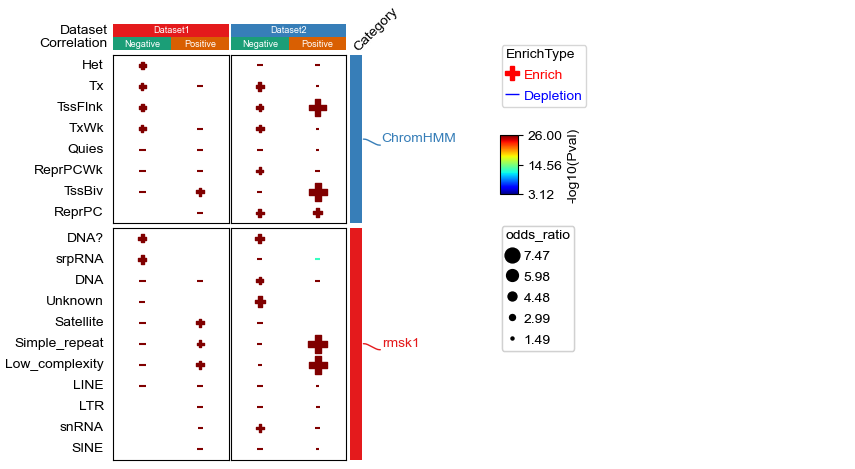 Dataset
Correlation
Dataset1
Dataset2
Negative
Positive
Negative
Positive
Category
Het
Tx
TssFlnk
TxWk
Quies
ReprPCWk
TssBiv
ReprPC
ChromHMM
DNA?
srpRNA
DNA
Unknown
Satellite
Simple_repeat
Low_complexity
LINE
LTR
snRNA
SINE
rmsk1
EnrichType
Enrich
Depletion
26.00
14.56
3.12
-log10(Pval)
odds_ratio
7.47
5.98
4.48
2.99
1.49